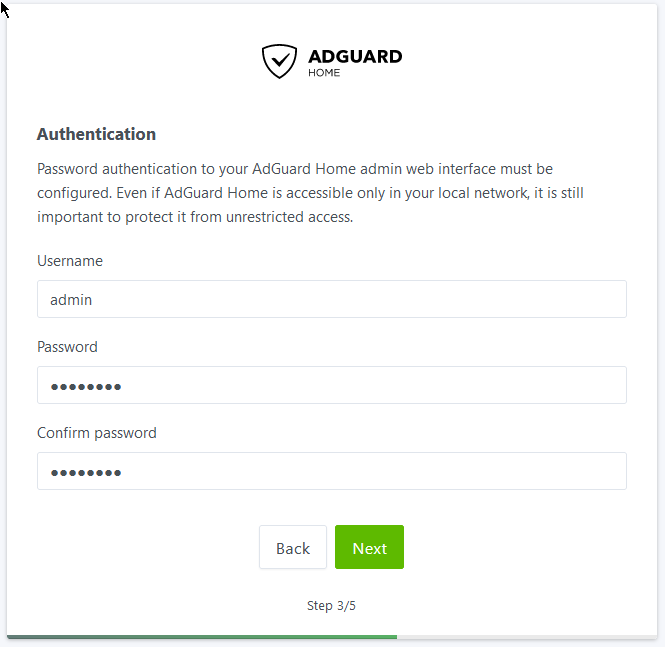 ADGUARD
HOME
Authentication
Password authentication to your AdGuard Home admin web interface must be
configured. Even if AdGuard Home is accessible only in your local network, it is still
important to protect it from unrestricted access.
Username
admin
Password
●●●●●●●●
Confirm password
●●●●●●●●
Back
Next
Step 3/5